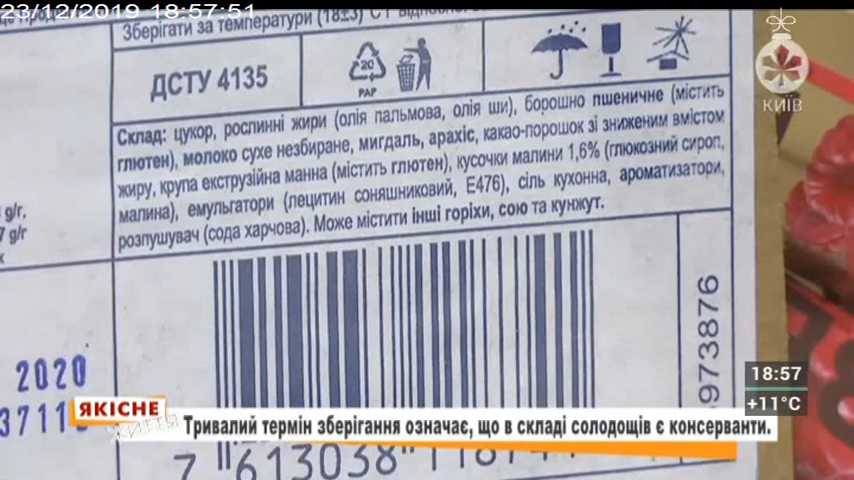 23/12/2019 18:57:51
Зберігати за температури (18±3)
ДСТУ 4135
20
PAP
КИЇВ
Склад: цукор, рослинні жири (олія пальмова, олія ши), борошно пшеничне (містить
глютен), молоко сухе незбиране, мигдаль, арахіс, какао-порошок зі зниженим вмістом
жиру, крупа екструзійна манна (містить глютен), кусочки малини 1,6% (глюкозний сироп,
малина), емульгатори (лецитин соняшниковий, Е476), сіль кухонна, ароматизатори,
розпушувач (сода харчова). Може містити інші горіхи, сою та кунжут.
g/г,
7 g/г
973876
2020
3711
18:57
+11°C
ЯКІСНЕ
ЖИТТЯ
Тривалий термін зберігання означає, що в складі солодощів є консерванти.
7 613038